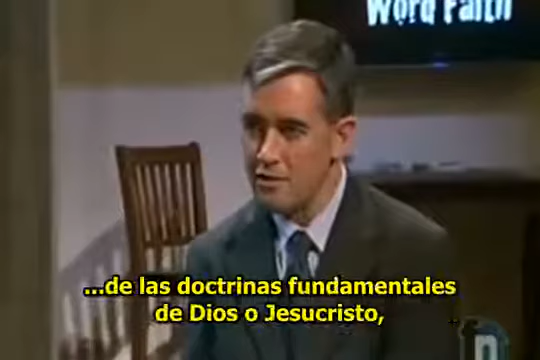 Word Faith
...de las doctrinas fundamentales
de Dios o Jesucristo,
n